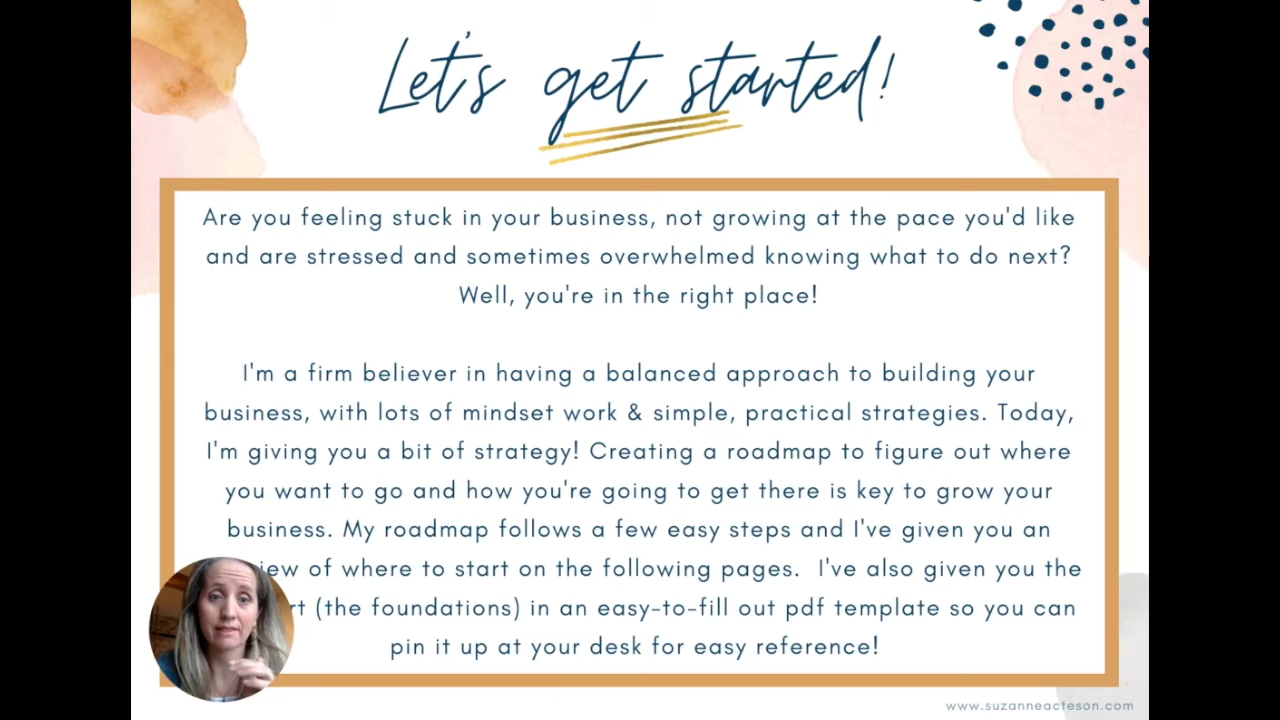 Let's get started!
Are you feeling stuck in your business, not growing at the pace you'd like
and are stressed and sometimes overwhelmed knowing what to do next?
Well, you're in the right place!
I'm a firm believer in having a balanced approach to building your
business, with lots of mindset work & simple, practical strategies. Today,
I'm giving you a bit of strategy! Creating a roadmap to figure out where
you want to go and how you're going to get there is key to grow your
business. My roadmap follows a few easy steps and I've given you an
of where to start on the following pages. I've also given you the
(the foundations) in an easy-to-fill out pdf template so you can
pin it up at your desk for easy reference!
www.suzanneacteson.com